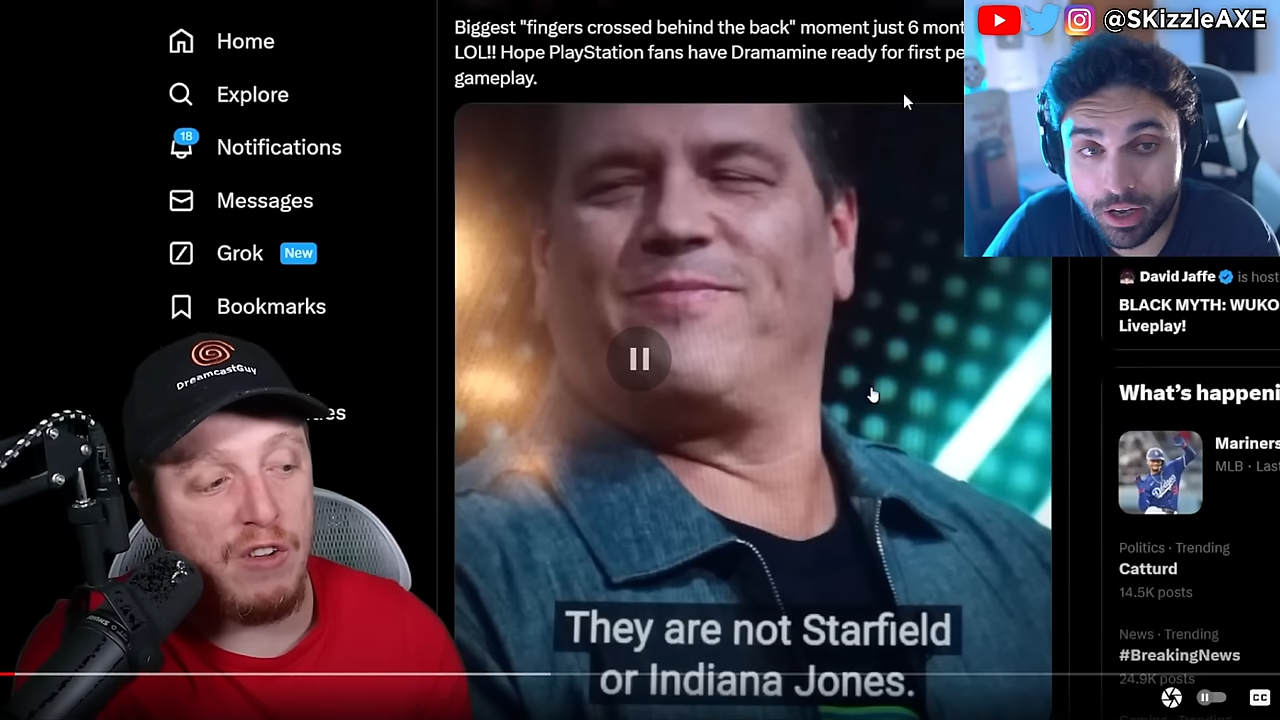 @SKizzleAXE
Biggest "fingers crossed behind the back" moment just 6 mont
LOL!! Hope PlayStation fans have Dramamine ready for first pe
gameplay.
Home
Explore
18
Notifications
Messages
Grok New
Bookmarks
DreamcastGuy
They are not Starfield
or Indiana Jones.
David Jaffe is host
BLACK MYTH: WUKO
Liveplay!
What's happeni
Mariners
MLB · Las
Politics · Trending
Catturd
14.5K posts
News · Trending
#BreakingNews
24.9K posts
CC